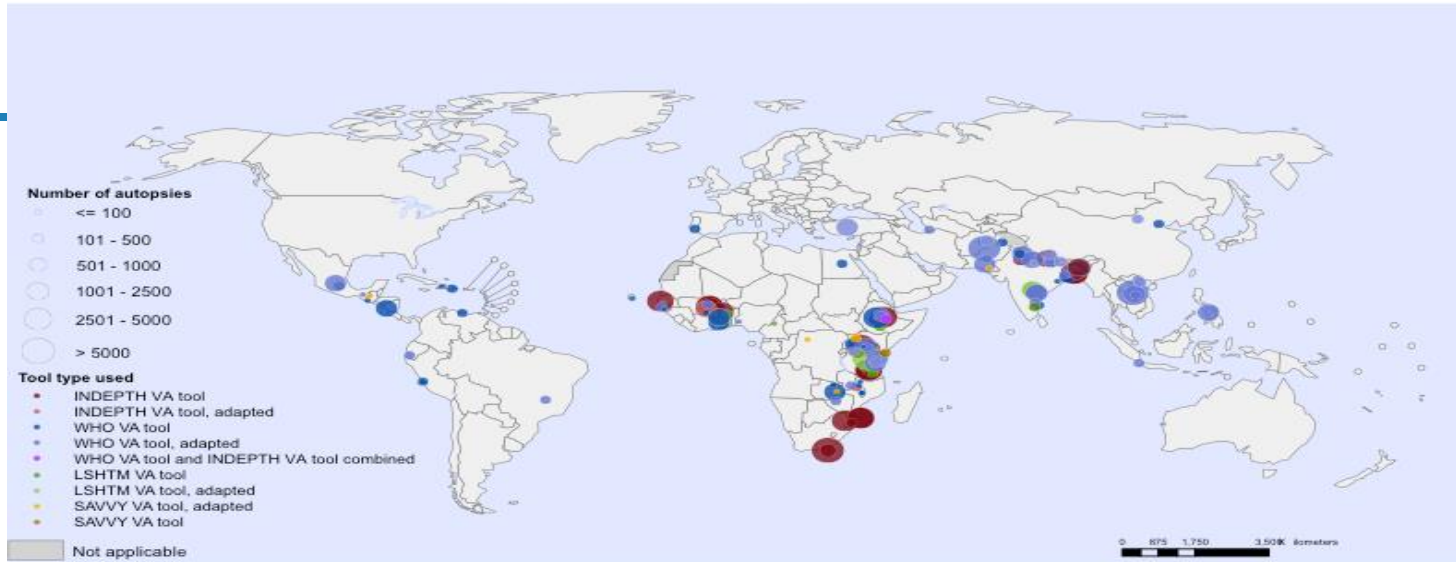 Number of autopsies
<= 100
101 - 500
501 - 1000
1001 - 2500
2501 - 5000
> 5000
Tool type used
INDEPTH VA tool
INDEPTH VA tool, adapted
WHO VA tool
WHO VA tool, adapted
WHO VA tool and INDEPTH VA tool combined
LSHTM VA tool
LSHTM VA tool, adapted
SAVVY VA tool, adapted
SAVVY VA tool
Not applicable
0 875 1,750